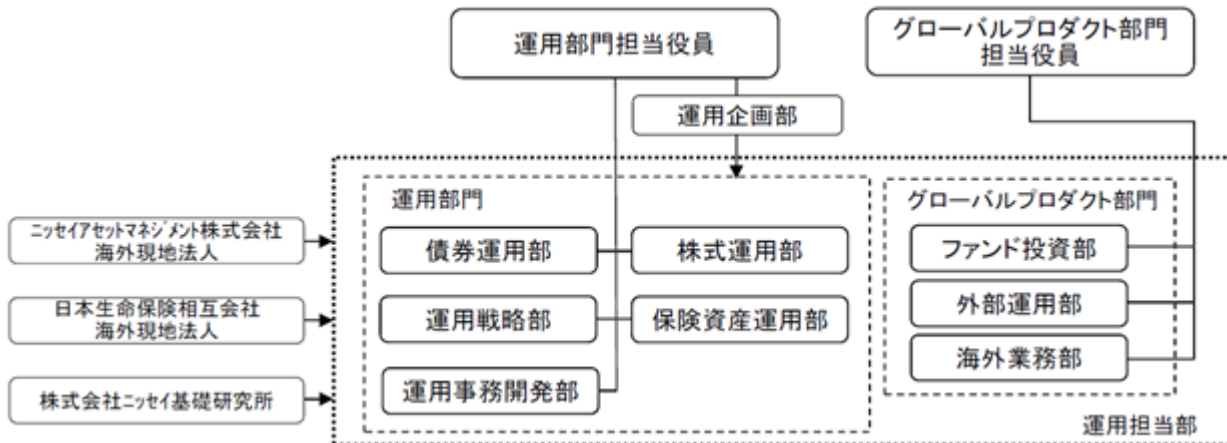 運用部門担当役員
グローバルプロダクト部門
担当役員
運用企画部
運用部門
グローバルプロダクト部門
ニッセイアセットマネジメント株式会社
海外現地法人
債券運用部
株式運用部
ファンド投資部
日本生命保険相互会社
海外現地法人
運用戦略部
保険資産運用部
外部運用部
海外業務部
株式会社ニッセイ基礎研究所
運用事務開発部
運用担当部